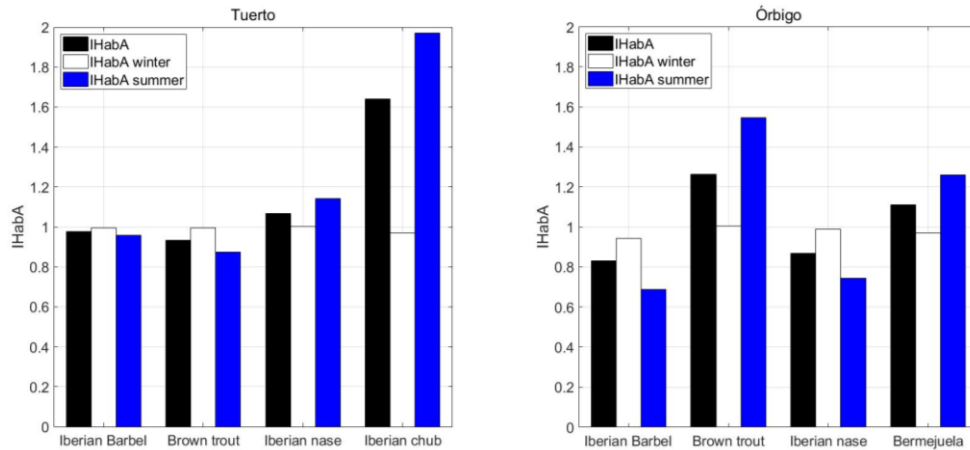 Tuerto
IHabA
IHabA winter
IHabA summer
2
1.8
1.6
1.4
1.2
1
0.8
0.6
0.4
0.2
0
IHabA
Iberian Barbel Brown trout Iberian nase Iberian chub
Órbigo
IHabA
IHabA winter
IHabA summer
2
1.8
1.6
1.4
1.2
1
0.8
0.6
0.4
0.2
0
IHabA
Iberian Barbel Brown trout Iberian nase Bermejuela